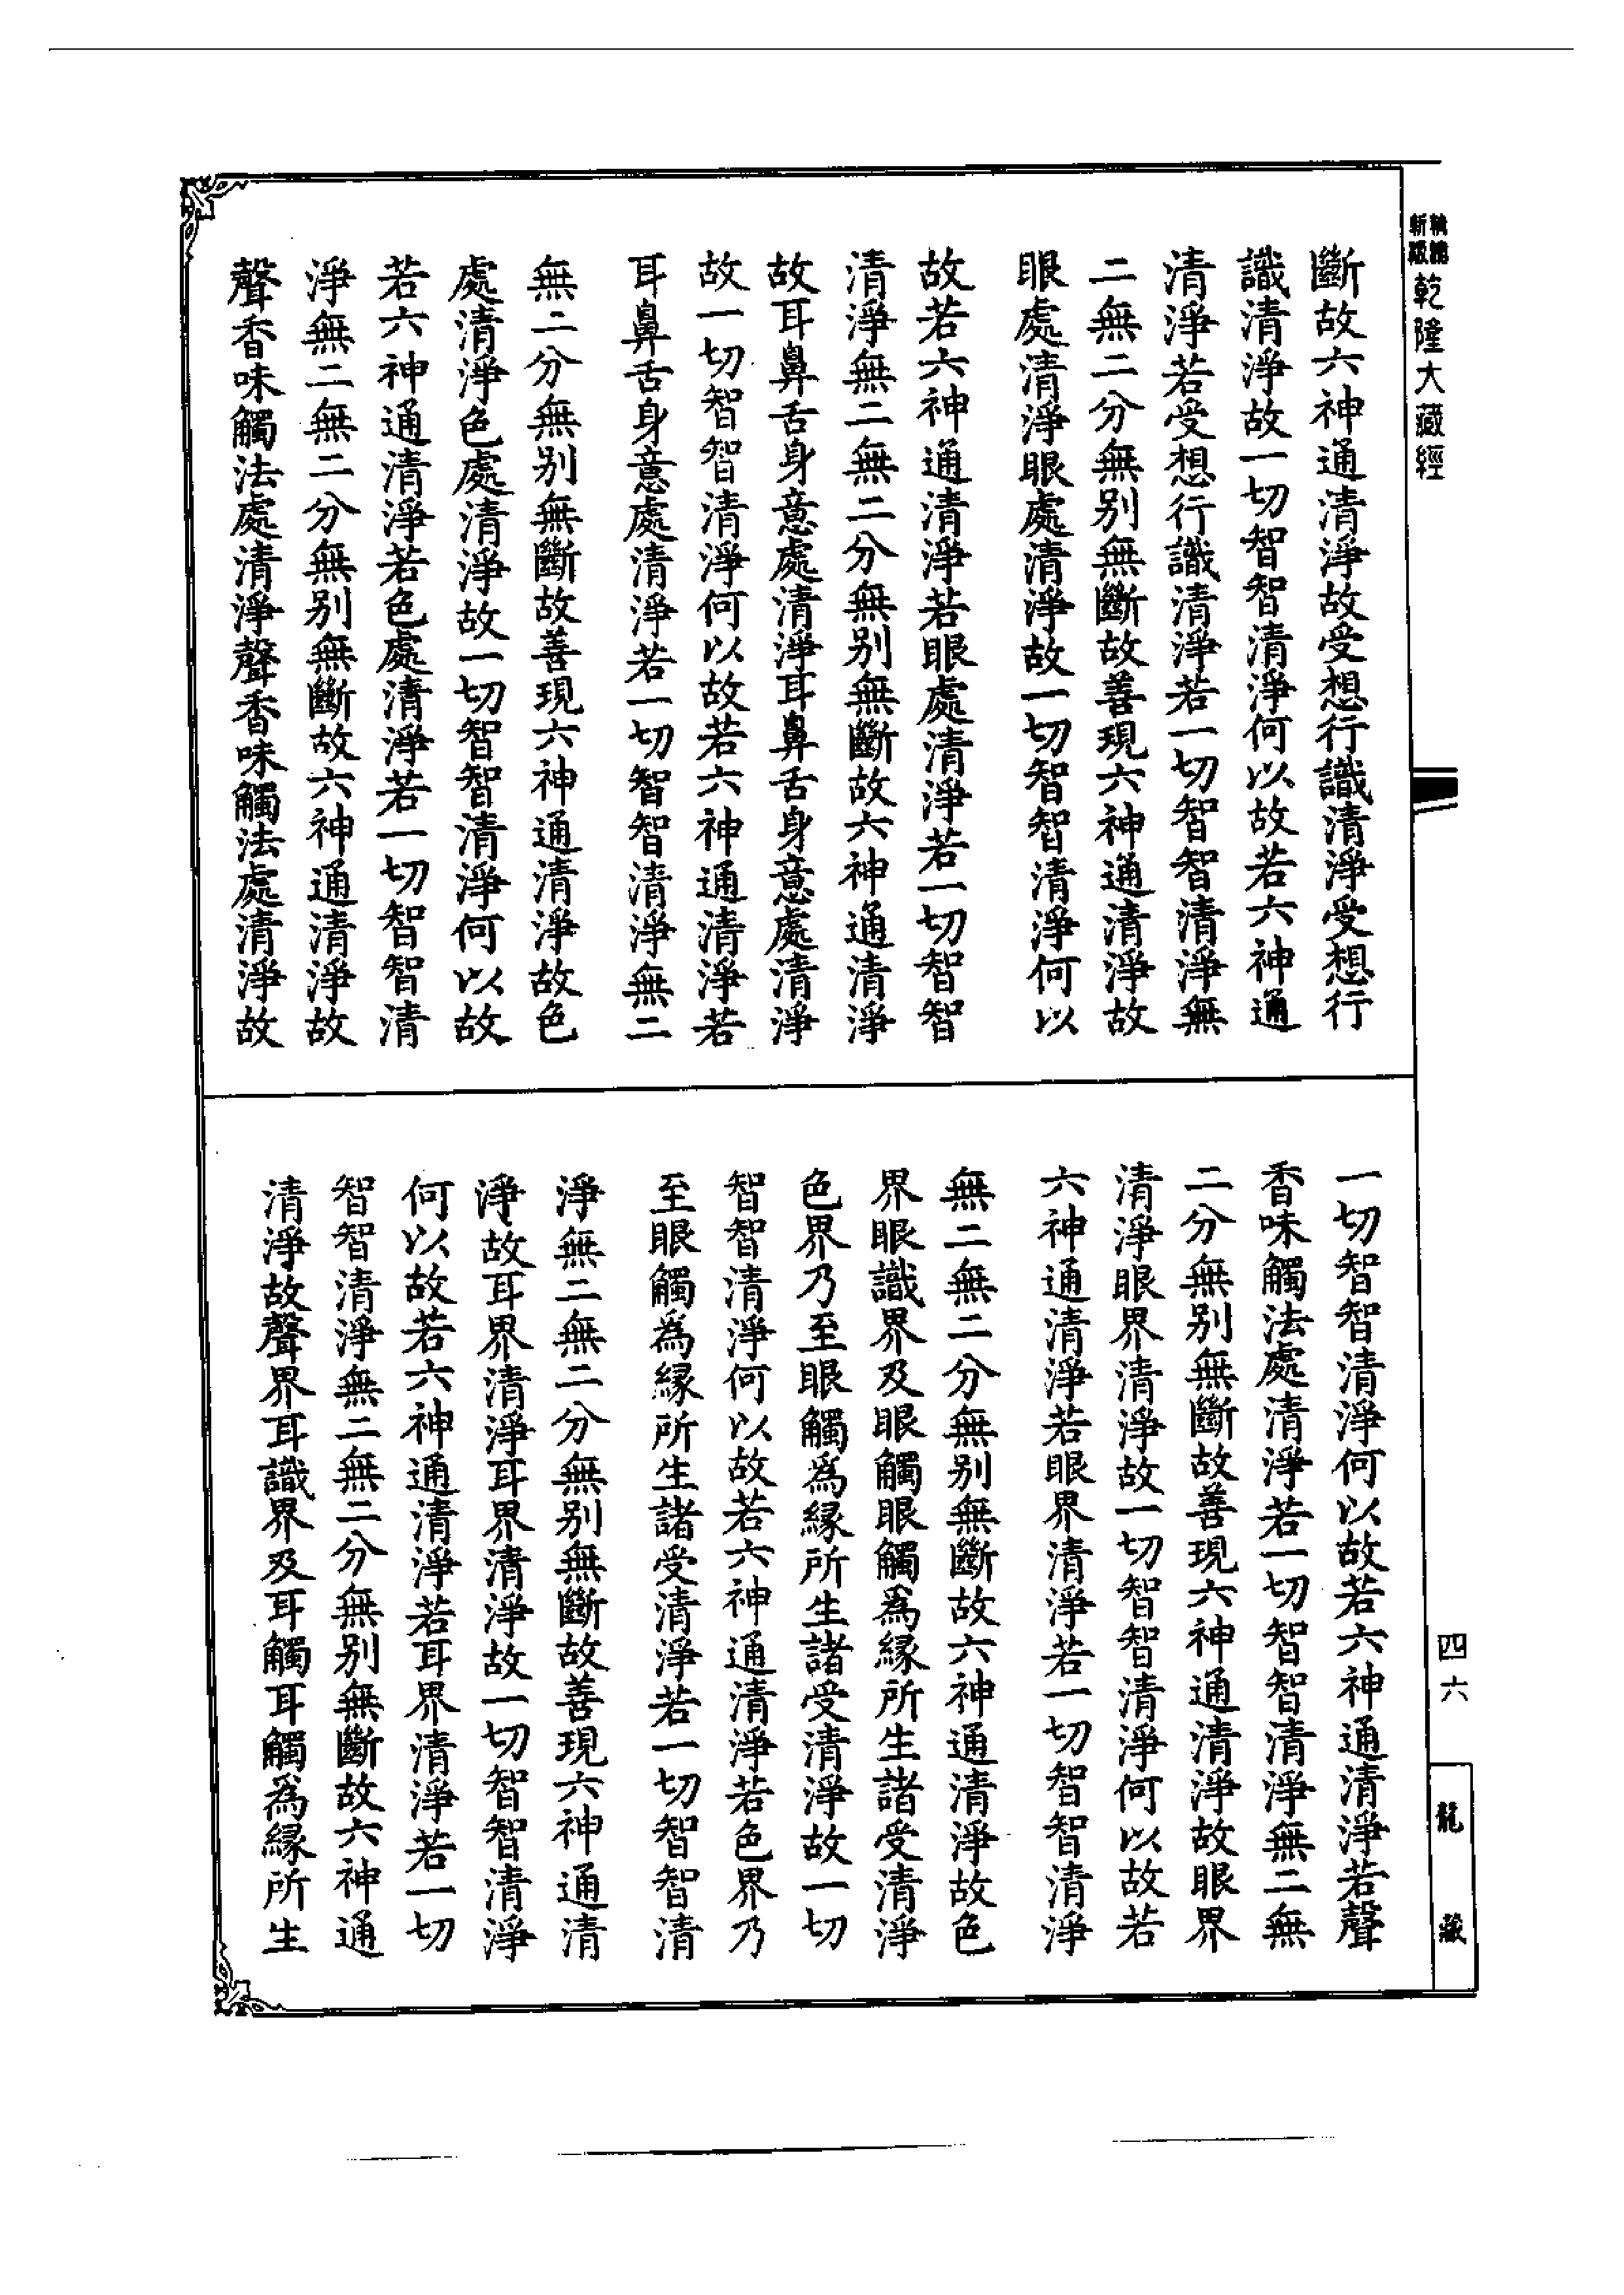 乾隆大藏經
斷故六神通清淨故受想行識清淨受想行
識清淨故一切智智清淨何以故若六神通
清淨若受想行識清淨若一切智智清淨無
二無二分無别無斷故善現六神通清淨故
眼處清淨眼處清淨故一切智智清淨何以
故若六神通清淨若眼處清淨若一切智智
清淨無二無二分無别無斷故六神通清淨
故耳鼻舌身意處清淨耳鼻舌身意處清淨
故一切智智清淨何以故若六神通清淨若
耳鼻舌身意處清淨若一切智智清淨無二
無二分無别無斷故善現六神通清淨故色
處清淨色處清淨故一切智智清淨何以故
若六神通清淨若色處清淨若一切智智清
淨無二無二分無别無斷故六神通清淨故
聲香味觸法處清淨聲香味觸法處清淨故
一切智智清淨何以故若六神通清淨若聲
香味觸法處清淨若一切智智清淨無二無
二分無别無斷故善現六神通清淨故眼界
清淨眼界清淨故一切智智清淨何以故若
六神通清淨若眼界清淨若一切智智清淨
無二無二分無别無斷故六神通清淨故色
界眼識界及眼觸眼觸為縁所生諸受清淨
色界乃至眼觸為縁所生諸受清淨故一切
智智清淨何以故若六神通清淨若色界乃
至眼觸為縁所生諸受清淨若一切智智清
淨無二無二分無别無斷故善現六神通清
淨故耳界清淨耳界清淨故一切智智清淨
何以故若六神通清淨若耳界清淨若一切
智智清淨無二無二分無别無斷故六神通
清淨故聲界耳識界及耳觸耳觸為縁所生
四六
龍藏